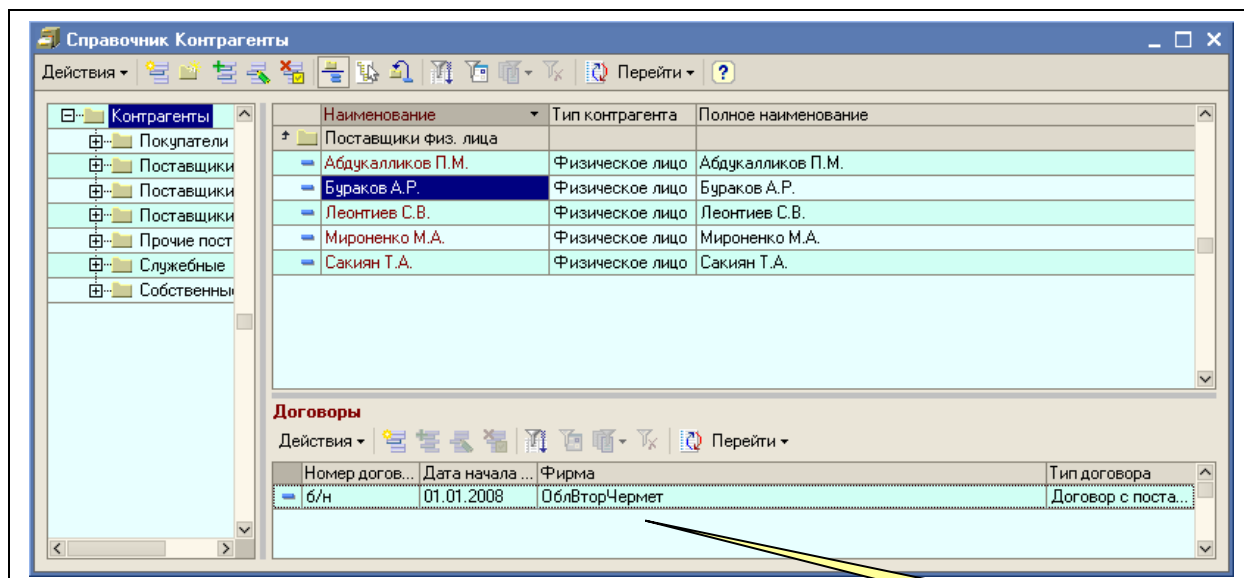 Справочник Контрагенты
Действия Перейти ?
Контрагенты
Покупатели
Поставщики
Поставщики
Поставщики
Прочие пост
Служебные
Собственны
Наименование Тип контрагента Полное наименование
Поставщики физ. лица
Абдукалликов П.М. Физическое лицо Абдукалликов П.М.
Бураков А.Р. Физическое лицо Бураков А.Р.
Леонтиев С.В. Физическое лицо Леонтиев С.В.
Мироненко М.А. Физическое лицо Мироненко М.А.
Сакиян Т.А. Физическое лицо Сакиян Т.А.
Договоры
Действия Перейти
Номер догов... Дата начала ... Фирма Тип договора
б/н 01.01.2008 ОблВторЧермет Договор с поста...